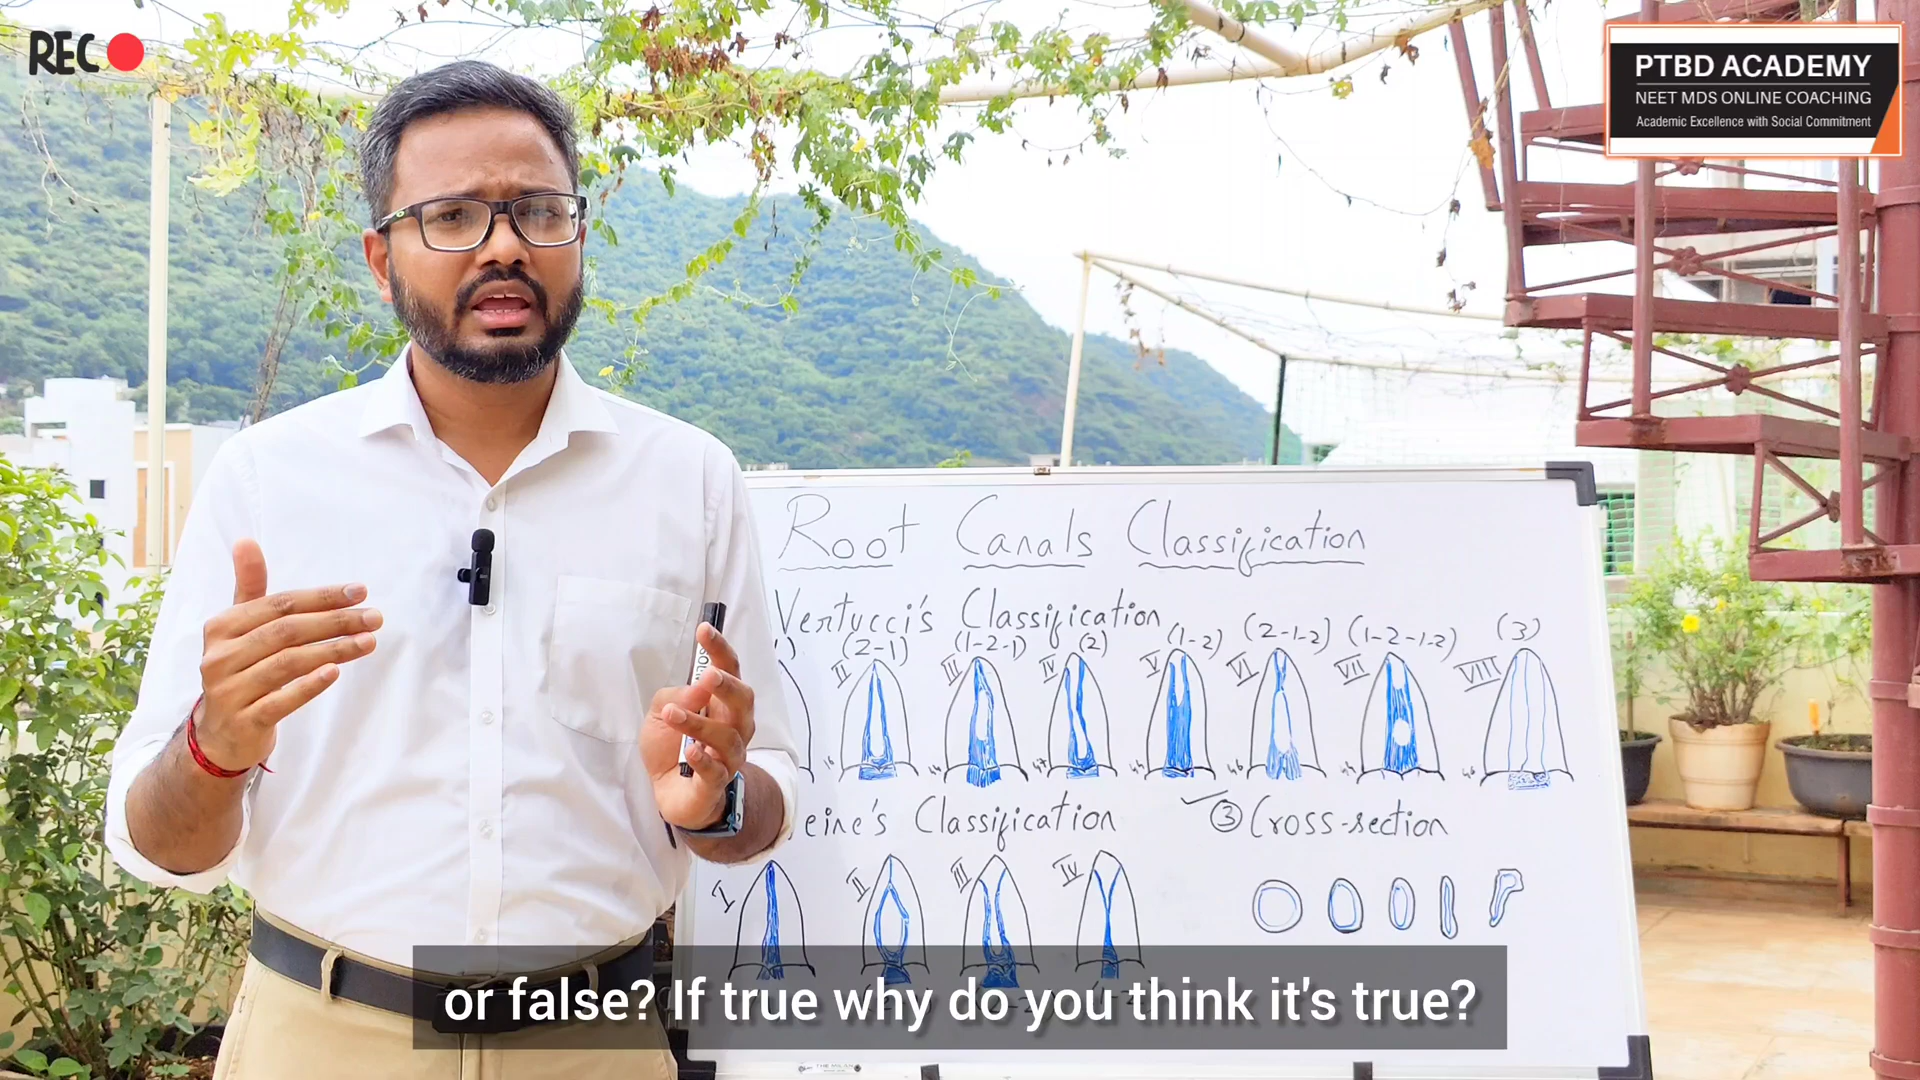 REC
PTBD ACADEMY
NEET MDS ONLINE COACHING
Academic Excellence with Social Commitment
Root Canals Classification
Vertucci's Classification
(2-1) (1-2-1) (2) (1-2) (2-1-2) (1-2-1-2) (3)
II III IV V VI VII VIII
eine's Classification
③ Cross-section
I II III IV
or false? If true why do you think it's true?